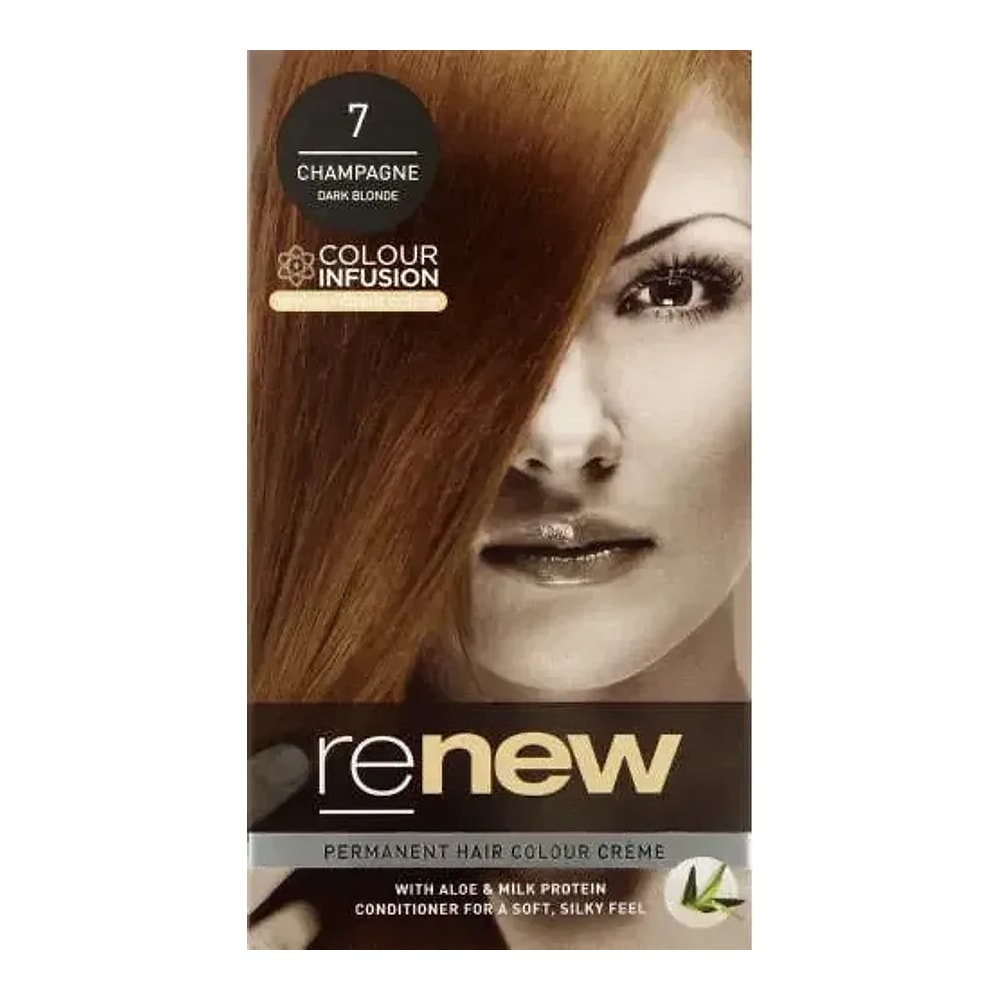 7
CHAMPAGNE
DARK BLONDE
COLOUR
INFUSION
renew
PERMANENT HAIR COLOUR CRÉME
WITH ALOE & MILK PROTEIN
CONDITIONER FOR A SOFT, SILKY FEEL